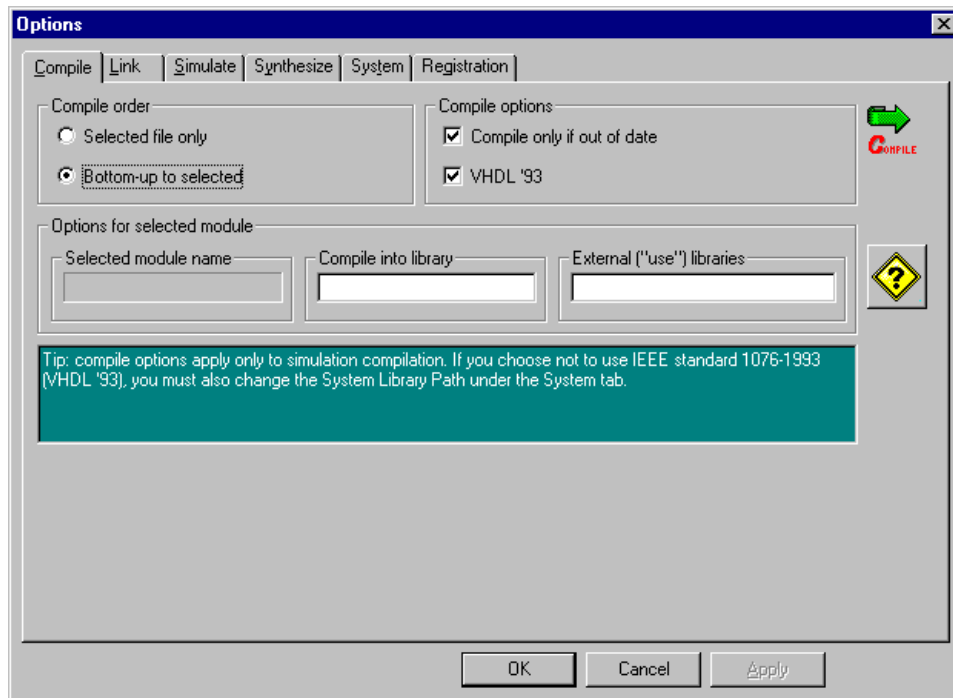 Options
Compile Link Simulate Synthesize System Registration
Compile order
Selected file only
Bottom-up to selected
Compile options
Compile only if out of date
VHDL '93
COMPILE
Options for selected module
Selected module name
Compile into library
External ("use") libraries
?
Tip: compile options apply only to simulation compilation. If you choose not to use IEEE standard 1076-1993
(VHDL '93), you must also change the System Library Path under the System tab.
OK Cancel Apply